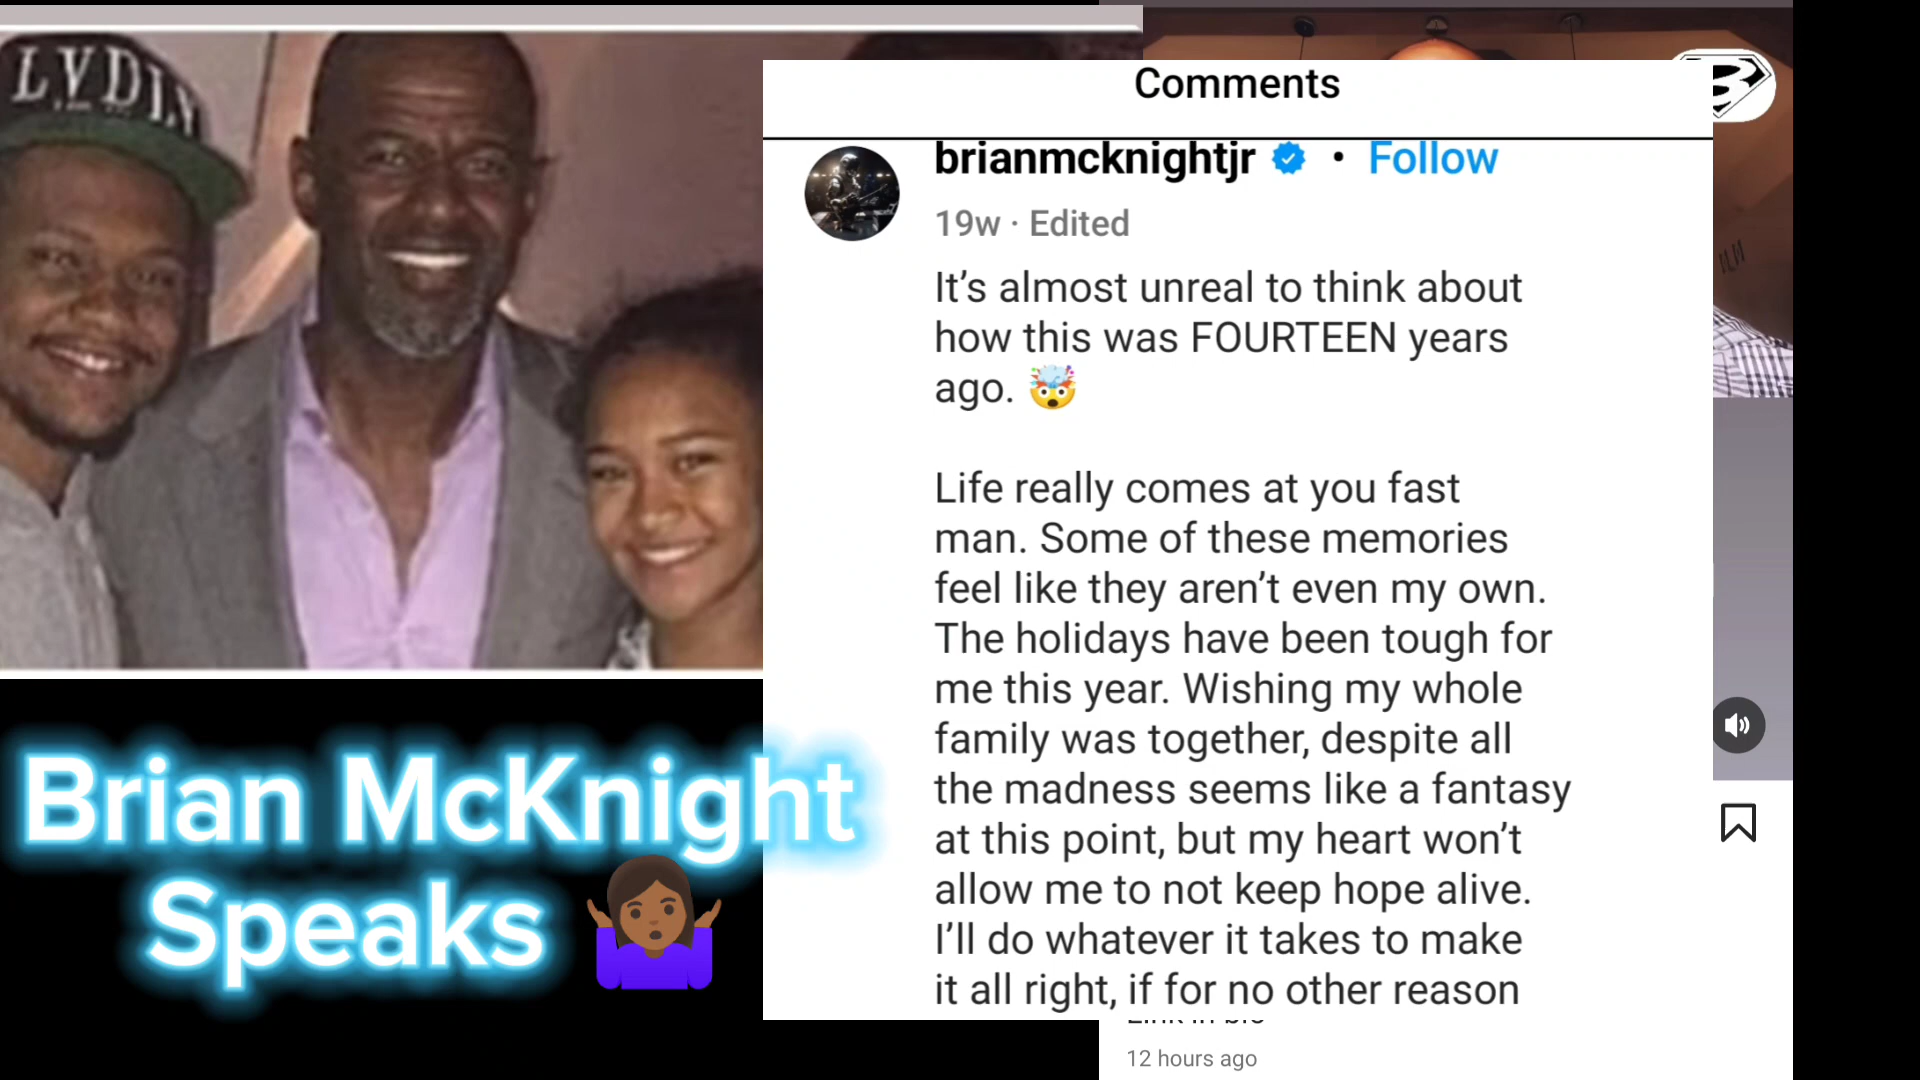 LVDLY
Comments
brianmcknightjr • Follow
19w · Edited
It’s almost unreal to think about
how this was FOURTEEN years
ago. 🤯
Life really comes at you fast
man. Some of these memories
feel like they aren’t even my own.
The holidays have been tough for
me this year. Wishing my whole
family was together, despite all
the madness seems like a fantasy
at this point, but my heart won’t
allow me to not keep hope alive.
I’ll do whatever it takes to make
it all right, if for no other reason
Brian McKnight
Speaks 🤷🏾‍♀️
12 hours ago